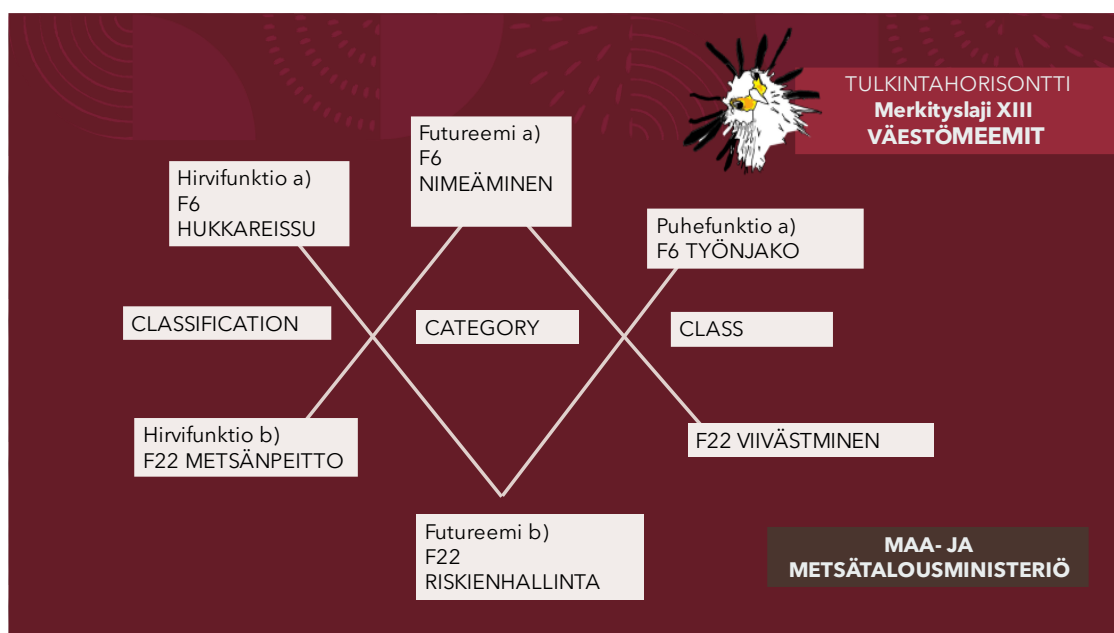 TULKINTAHORISONTTI
Merkityslaji XIII
VÄESTÖMEEMIT
Futureemi a)
F6
NIMEÄMINEN
Hirvifunktio a)
F6
HUKKAREISSU
Puhefunktio a)
F6 TYÖNJAKO
CLASSIFICATION
CATEGORY
CLASS
Hirvifunktio b)
F22 METSÄNPEITTO
F22 VIIVÄSTMINEN
Futureemi b)
F22
RISKIENHALLINTA
MAA- JA
METSÄTALOUSMINISTERIÖ